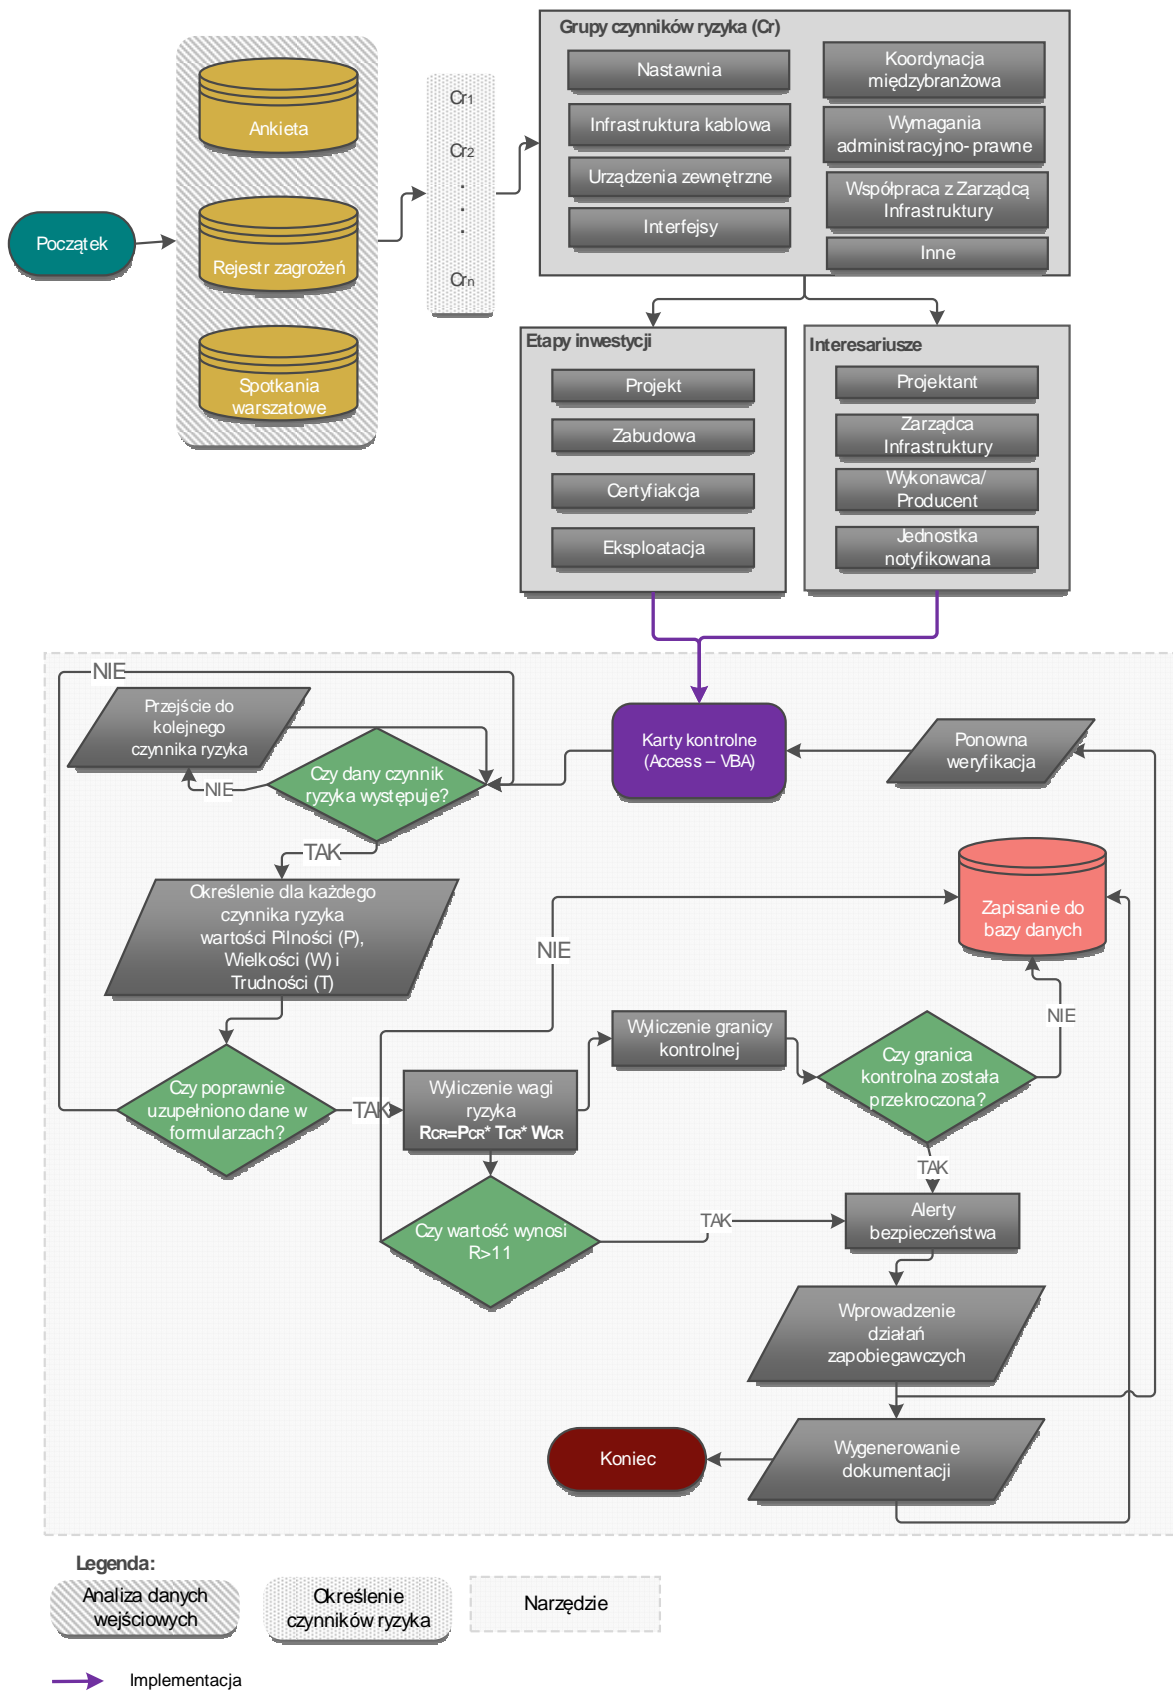 Początek
Ankieta
Rejestr zagrożeń
Spotkania
warszatowe
Cr1
Cr2
.
.
.
Crn
Grupy czynników ryzyka (Cr)
Nastawnia
Infrastruktura kablowa
Urządzenia zewnętrzne
Interfejsy
Koordynacja
międzybranżowa
Wymagania
administracyjno- prawne
Współpraca z Zarządcą
Infrastruktury
Inne
Etapy inwestycji
Projekt
Zabudowa
Certyfiakcja
Eksploatacja
Interesariusze
Projektant
Zarządca
Infrastruktury
Wykonawca/
Producent
Jednostka
notyfikowana
NIE
Przejście do
kolejnego
czynnika ryzyka
NIE
Czy dany czynnik
ryzyka występuje?
Karty kontrolne
(Access – VBA)
Ponowna
weryfikacja
TAK
Określenie dla każdego
czynnika ryzyka
wartości Pilności (P),
Wielkości (W) i
Trudności (T)
NIE
Zapisanie do
bazy danych
Czy poprawnie
uzupełniono dane w
formularzach?
TAK
Wyliczenie wagi
ryzyka
RCR=PCR* TCR* WCR
Wyliczenie granicy
kontrolnej
Czy granica
kontrolna została
przekroczona?
NIE
TAK
Czy wartość wynosi
R>11
TAK
Alerty
bezpieczeństwa
Wprowadzenie
działań
zapobiegawczych
Wygenerowanie
dokumentacji
Koniec
Legenda:
Analiza danych
wejściowych
Określenie
czynników ryzyka
Narzędzie
Implementacja